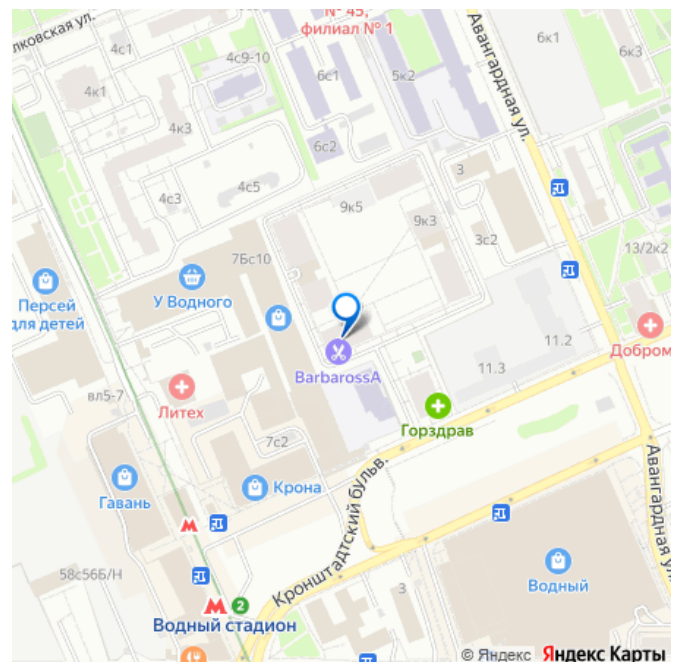 № 45,
филиал № 1
лковская ул.
4с1
4с9-10
6с1
5к2
6к1
6к3
4к1
4к3
6с2
Авангардная ул.
3
4с3
4с5
9к5
9к3
3с2
13/2к2
7Бс10
У Водного
Персей
для детей
11.2
11.3
Добром
BarbarossA
вл5-7
Литех
Горздрав
7с2
Крона
Гавань
Кронштадтский бульв.
Авангардная ул.
58с56Б/Н
Водный
3
М 2
Водный стадион
© Яндекс Яндекс Карты